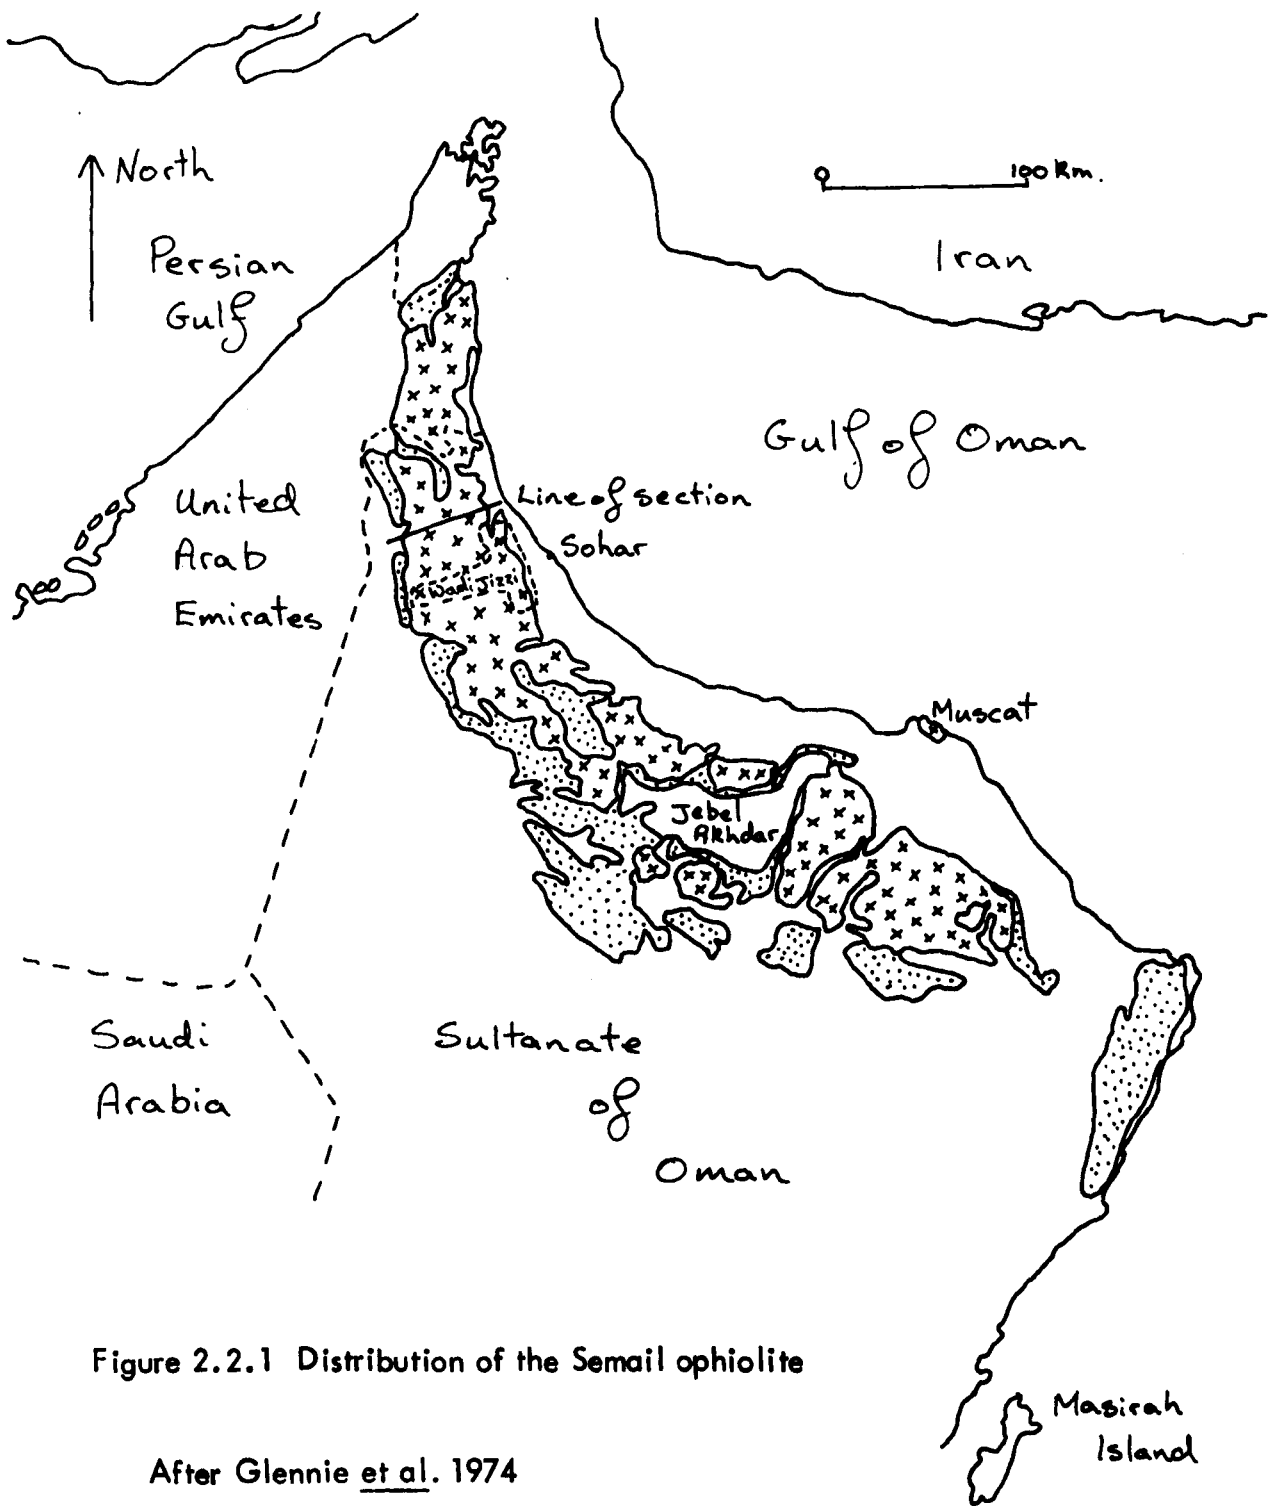 North
100 Km.
Persian
Gulf
Iran
Gulf of Oman
United
Arab
Emirates
Line of section
Sohar
Wadi Jizzi
Muscat
Jebel
Akhdar
Saudi
Arabia
Sultanate
of
Oman
Figure 2.2.1 Distribution of the Semail ophiolite
After Glennie et al. 1974
Masirah
Island